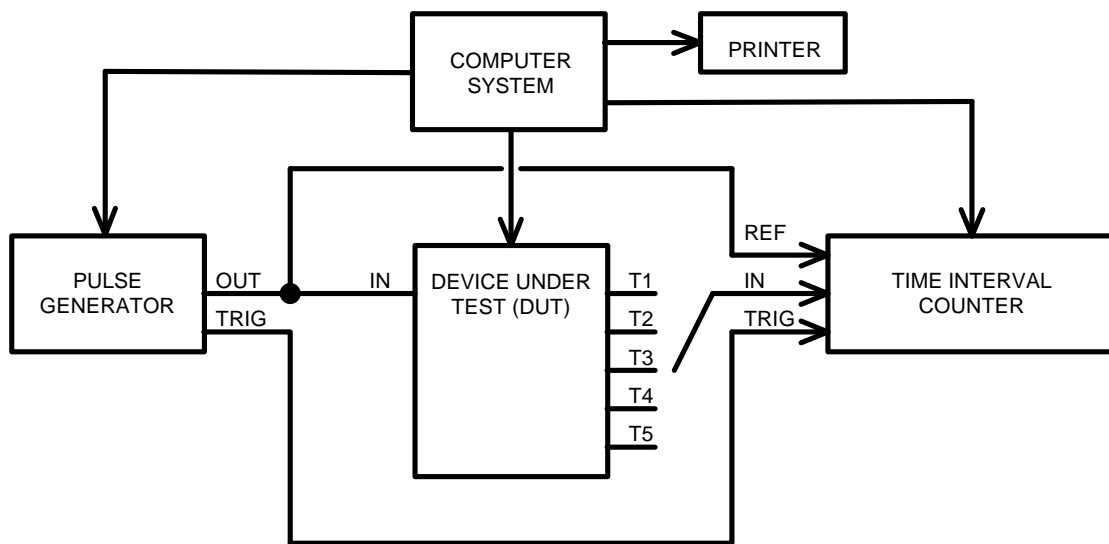 COMPUTER
SYSTEM
PRINTER
PULSE
GENERATOR
OUT
TRIG
IN
DEVICE UNDER
TEST (DUT)
T1
T2
T3
T4
T5
REF
IN
TRIG
TIME INTERVAL
COUNTER